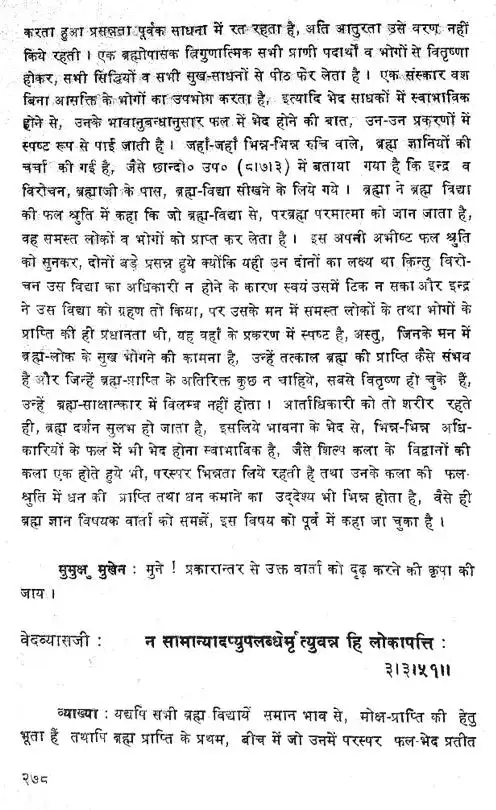 करता हुआ प्रसन्नता पूर्वक साधना में रत रहता है, अति आतुरता उसे वरण नहीं
किये रहती । एक ब्रह्मोपासक त्रिगुणात्मिक सभी प्राणी पदार्थों व भोगों से वितृष्णा
होकर, सभी सिद्धियों व सभी सुख-साधनों से पीठ फेर लेता है । एक संस्कार वश
बिना आसक्ति के भोगों का उपभोग करता है, इत्यादि भेद साधकों में स्वाभाविक
होने से, उनके भावानुबन्धानुसार फल में भेद होने की बात, उन-उन प्रकरणों में
स्पष्ट रूप से पाई जाती है । जहाँ-जहाँ भिन्न-भिन्न रुचि वाले, ब्रह्म ज्ञानियों की
चर्चा की गई है, जैसे छान्दो० उप० (८।७।३) में बताया गया है कि इन्द्र व
विरोचन, ब्रह्माजी के पास, ब्रह्म-विद्या सीखने के लिये गये । ब्रह्मा ने ब्रह्म विद्या
की फल श्रुति में कहा कि जो ब्रह्म-विद्या से, परब्रह्म परमात्मा को जान जाता है,
वह समस्त लोकों व भोगों को प्राप्त कर लेता है । इस अपनी अभीष्ट फल श्रुति
को सुनकर, दोनों बड़े प्रसन्न हुये क्योंकि यही उन दोनों का लक्ष्य था किन्तु विरो-
चन उस विद्या का अधिकारी न होने के कारण स्वयं उसमें टिक न सका और इन्द्र
ने उस विद्या को ग्रहण तो किया, पर उसके मन में समस्त लोकों के तथा भोगों के
प्राप्ति की ही प्रधानता थी, यह वहाँ के प्रकरण में स्पष्ट है, अस्तु, जिनके मन में
ब्रह्म-लोक के सुख भोगने की कामना है, उन्हें तत्काल ब्रह्म की प्राप्ति कैसे संभव
है और जिन्हें ब्रह्म-प्राप्ति के अतिरिक्त कुछ न चाहिये, सबसे वितृष्ण हो चुके हैं,
उन्हें ब्रह्म-साक्षात्कार में विलम्ब नहीं होता । आर्ताधिकारी को तो शरीर रहते
ही, ब्रह्म दर्शन सुलभ हो जाता है, इसलिये भावना के भेद से, भिन्न-भिन्न अधि-
कारियों के फल में भी भेद होना स्वाभाविक है, जैसे शिल्प कला के विद्वानों की
कला एक होते हुये भी, परस्पर भिन्नता लिये रहती है तथा उनके कला की फल-
श्रुति में धन की प्राप्ति तथा धन कमाने का उद्देश्य भी भिन्न होता है, वैसे ही
ब्रह्म ज्ञान विषयक वार्ता को समझें, इस विषय को पूर्व में कहा जा चुका है ।
मुमुक्षु मुखेन : मुने ! प्रकारान्तर से उक्त वार्ता को दृढ़ करने की कृपा की
जाय ।
वेदव्यासजी : न सामान्यादप्युपलब्धेर्मृत्युवन्न हि लोकापत्ति :
३।३।५१॥
व्याख्या : यद्यपि सभी ब्रह्म विद्यायें समान भाव से, मोक्ष-प्राप्ति की हेतु
भूता हैं तथापि ब्रह्म प्राप्ति के प्रथम, बीच में जो उनमें परस्पर फल-भेद प्रतीत
२७८